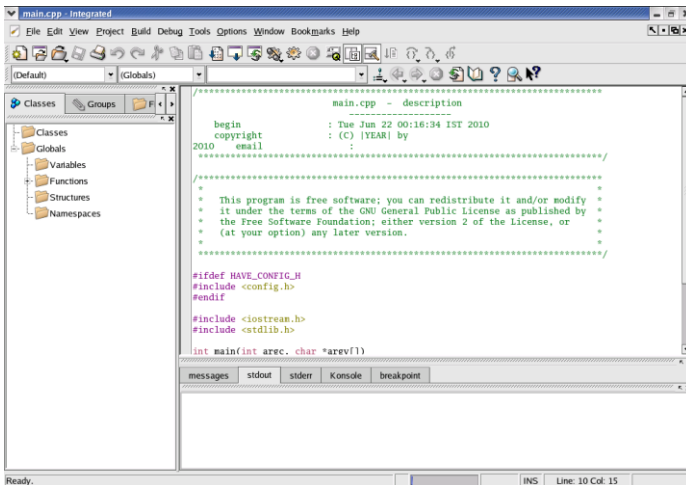 main.cpp - Integrated
File Edit View Project Build Debug Tools Options Window Bookmarks Help
(Default) (Globals)
Classes Groups F
Classes
Globals
Variables
Functions
Structures
Namespaces
/***************************************************************************
main.cpp - description
-------------------
begin : Tue Jun 22 00:16:34 IST 2010
copyright : (C) |YEAR| by
2010 email :
***************************************************************************/
/***************************************************************************
* *
* This program is free software; you can redistribute it and/or modify *
* it under the terms of the GNU General Public License as published by *
* the Free Software Foundation; either version 2 of the License, or *
* (at your option) any later version. *
* *
***************************************************************************/
#ifdef HAVE_CONFIG_H
#include <config.h>
#endif
#include <iostream.h>
#include <stdlib.h>
int main(int argc, char *argv[])
messages stdout stderr Konsole breakpoint
Ready. INS Line: 10 Col: 15